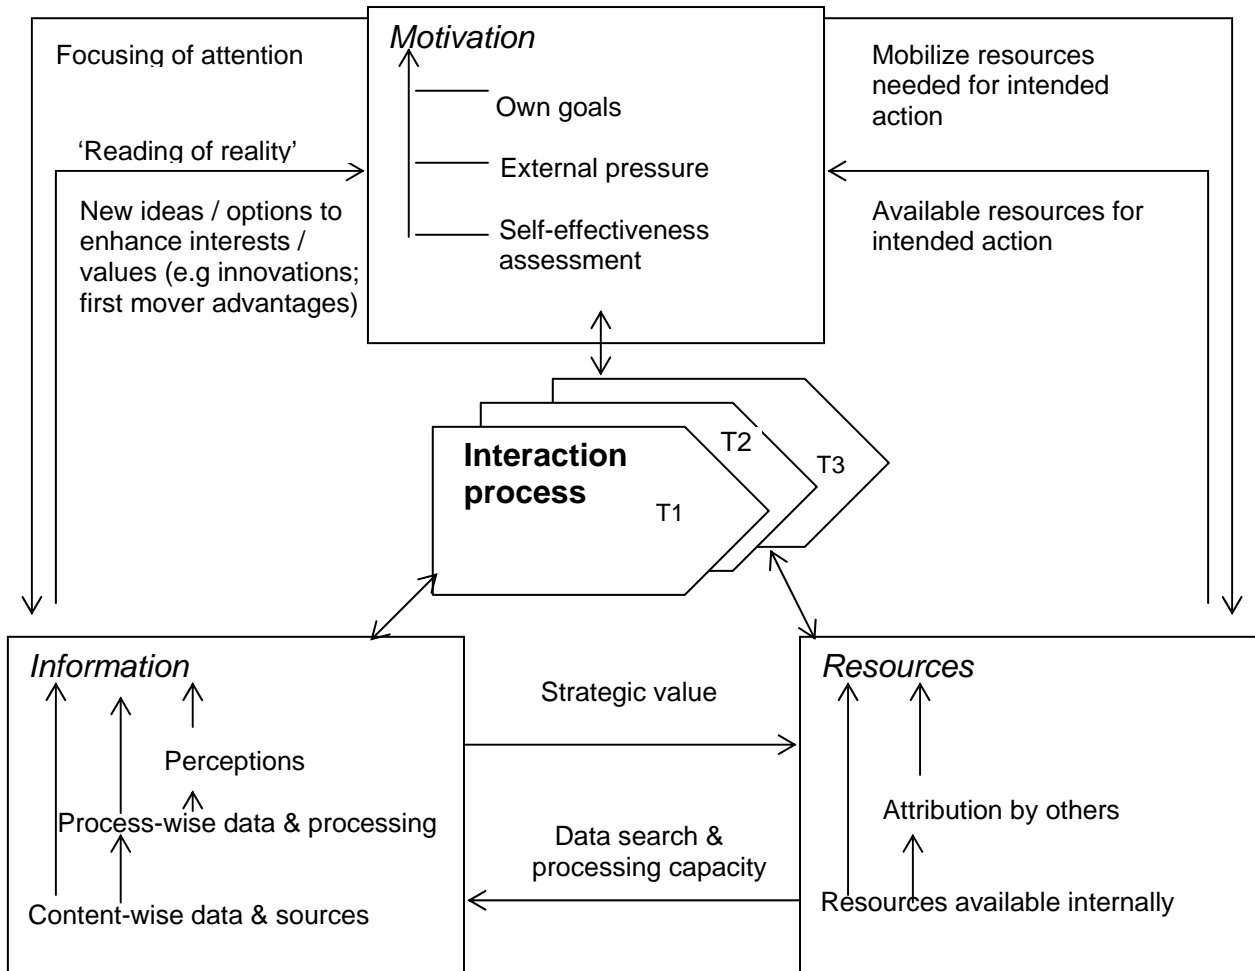 Motivation
Focusing of attention
Own goals
External pressure
Self-effectiveness
assessment
Mobilize resources
needed for intended
action
‘Reading of reality’
New ideas / options to
enhance interests /
values (e.g innovations;
first mover advantages)
Available resources for
intended action
Interaction
process
T1
T2
T3
Information
Perceptions
Process-wise data & processing
Content-wise data & sources
Strategic value
Data search &
processing capacity
Resources
Attribution by others
Resources available internally